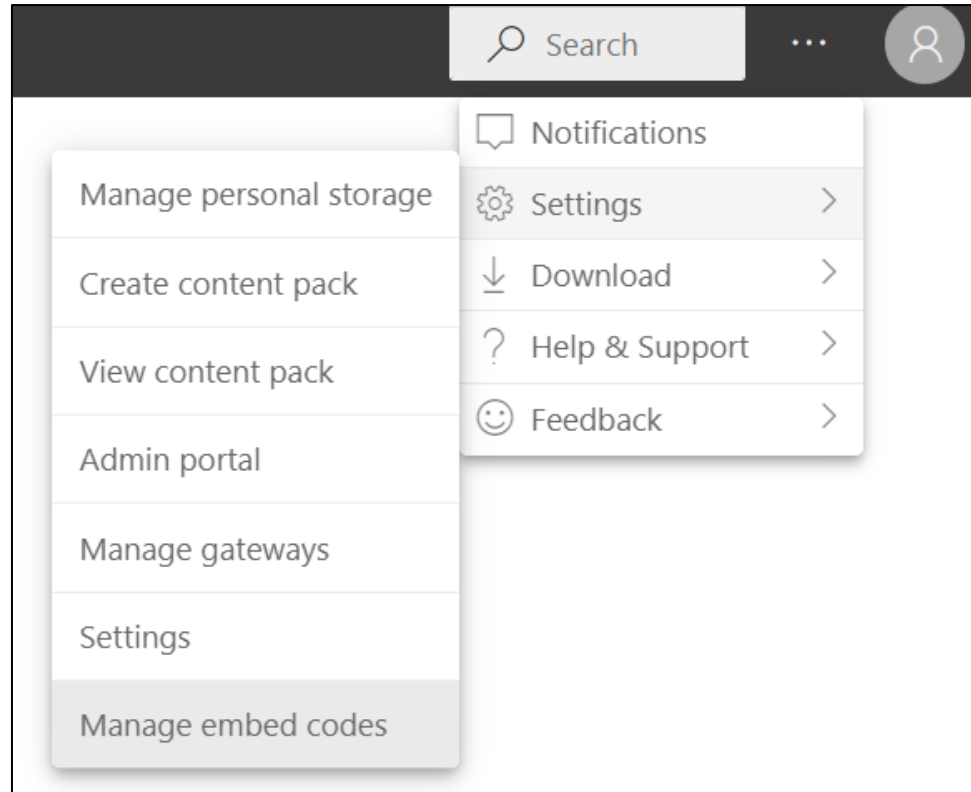 Search
...
Notifications
Settings
Download
Help & Support
Feedback
Manage personal storage
Create content pack
View content pack
Admin portal
Manage gateways
Settings
Manage embed codes